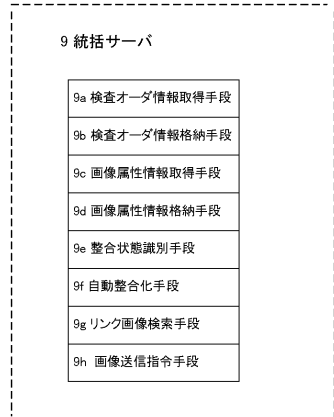 9 統括サーバ
9a 検査オーダ情報取得手段
9b 検査オーダ情報格納手段
9c 画像属性情報取得手段
9d 画像属性情報格納手段
9e 整合状態識別手段
9f 自動整合化手段
9g リンク画像検索手段
9h 画像送信指令手段